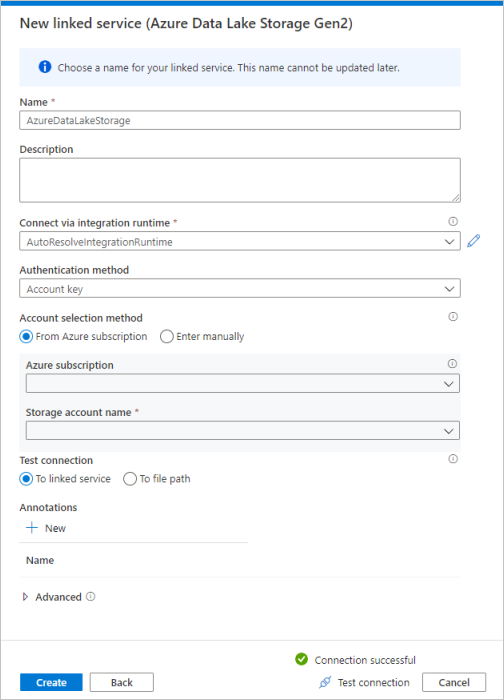 New linked service (Azure Data Lake Storage Gen2)
Choose a name for your linked service. This name cannot be updated later.
Name *
AzureDataLakeStorage
Description
Connect via integration runtime *
AutoResolveIntegrationRuntime
Authentication method
Account key
Account selection method
From Azure subscription Enter manually
Azure subscription
Storage account name *
Test connection
To linked service To file path
Annotations
New
Name
Advanced
Connection successful
Create Back Test connection Cancel